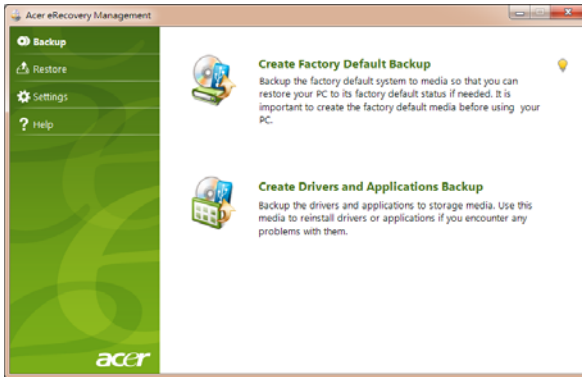 Acer eRecovery Management
Backup
Restore
Settings
? Help
Create Factory Default Backup
Backup the factory default system to media so that you can
restore your PC to its factory default status if needed. It is
important to create the factory default media before using your
PC.
Create Drivers and Applications Backup
Backup the drivers and applications to storage media. Use this
media to reinstall drivers or applications if you encounter any
problems with them.
acer